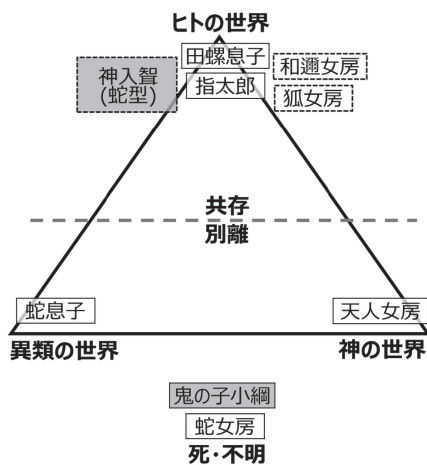 ヒトの世界
田螺息子
神入聟
(蛇型)
和邇女房
指太郎
狐女房
共存
別離
蛇息子
天人女房
異類の世界
神の世界
鬼の子小綱
蛇女房
死・不明